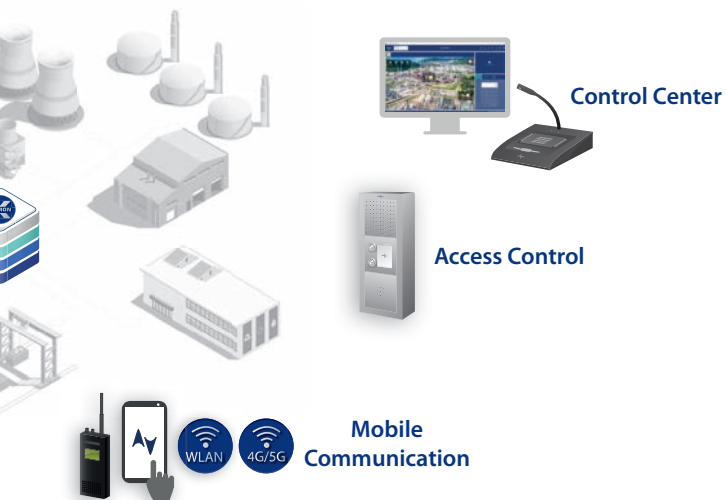 Control Center
Access Control
WLAN
4G/5G
Mobile
Communication